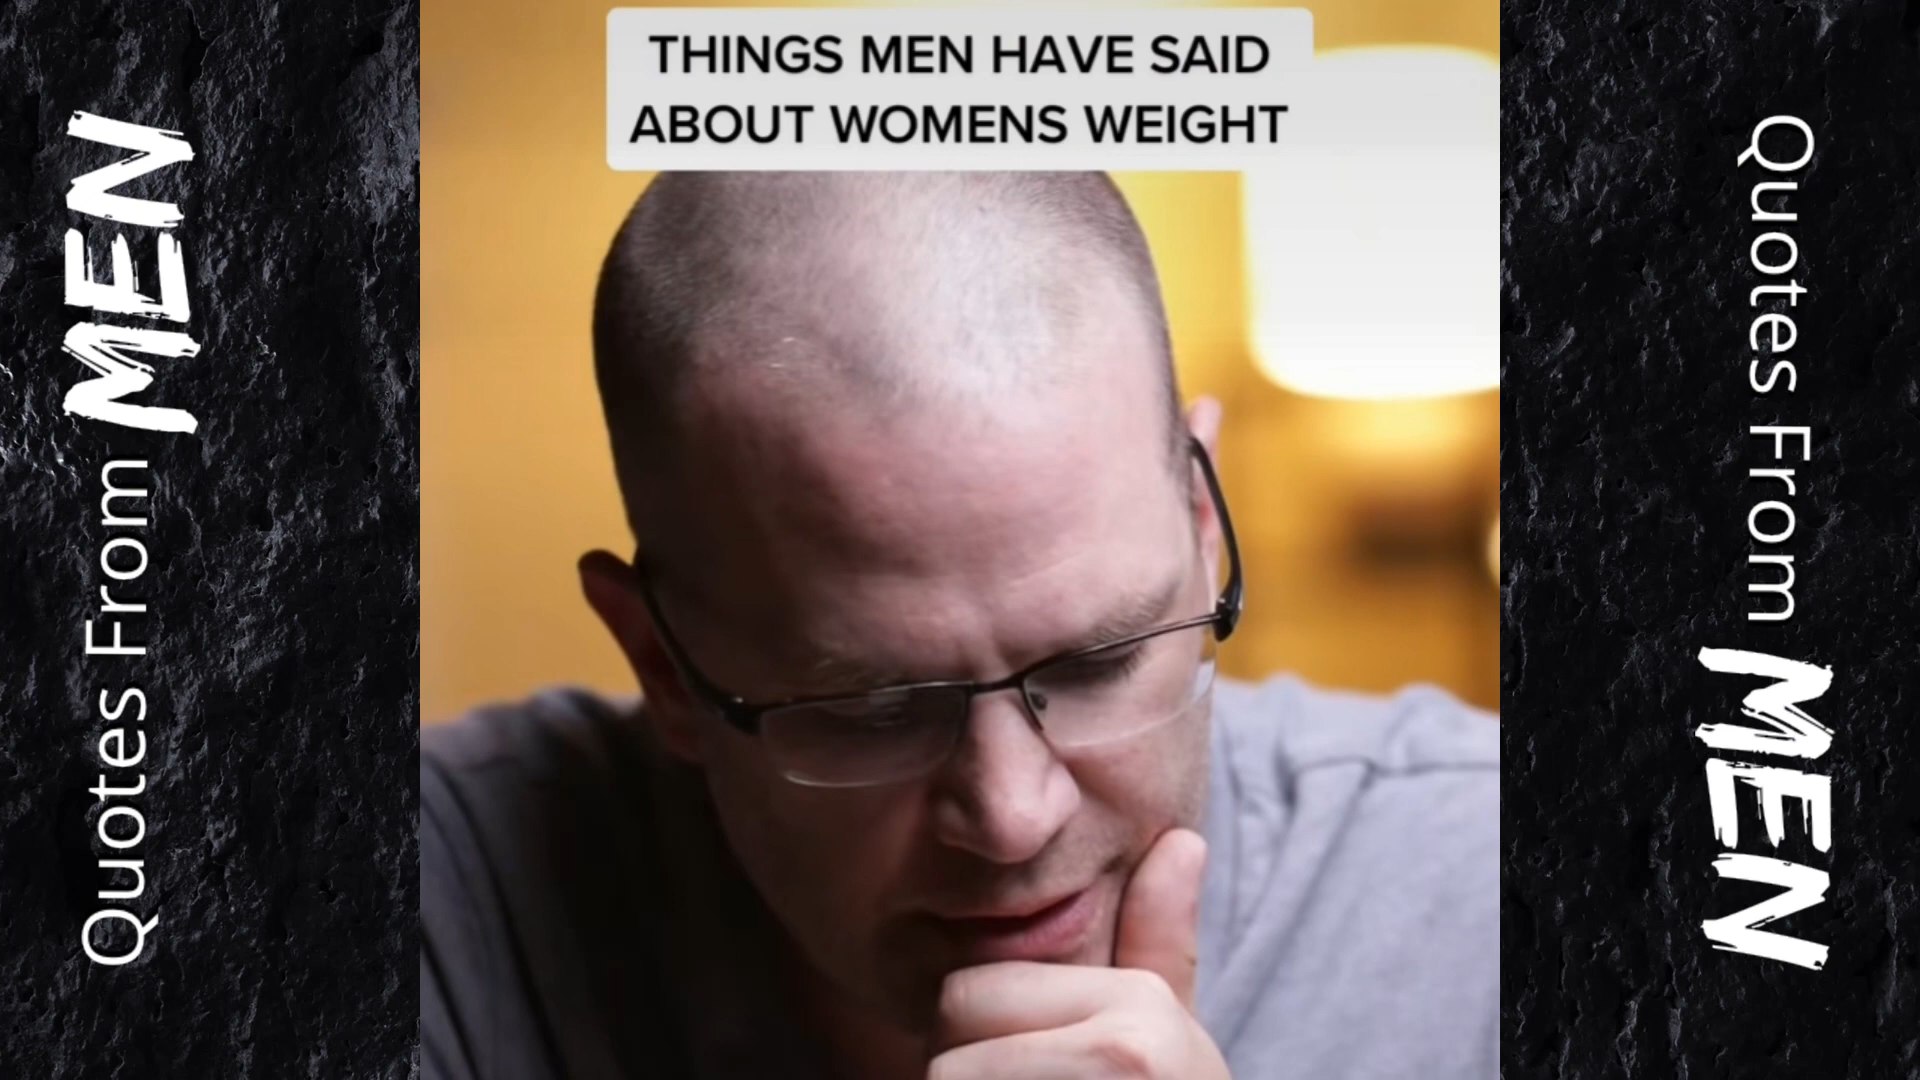 THINGS MEN HAVE SAID
ABOUT WOMENS WEIGHT
Quotes From MEN
Quotes From MEN